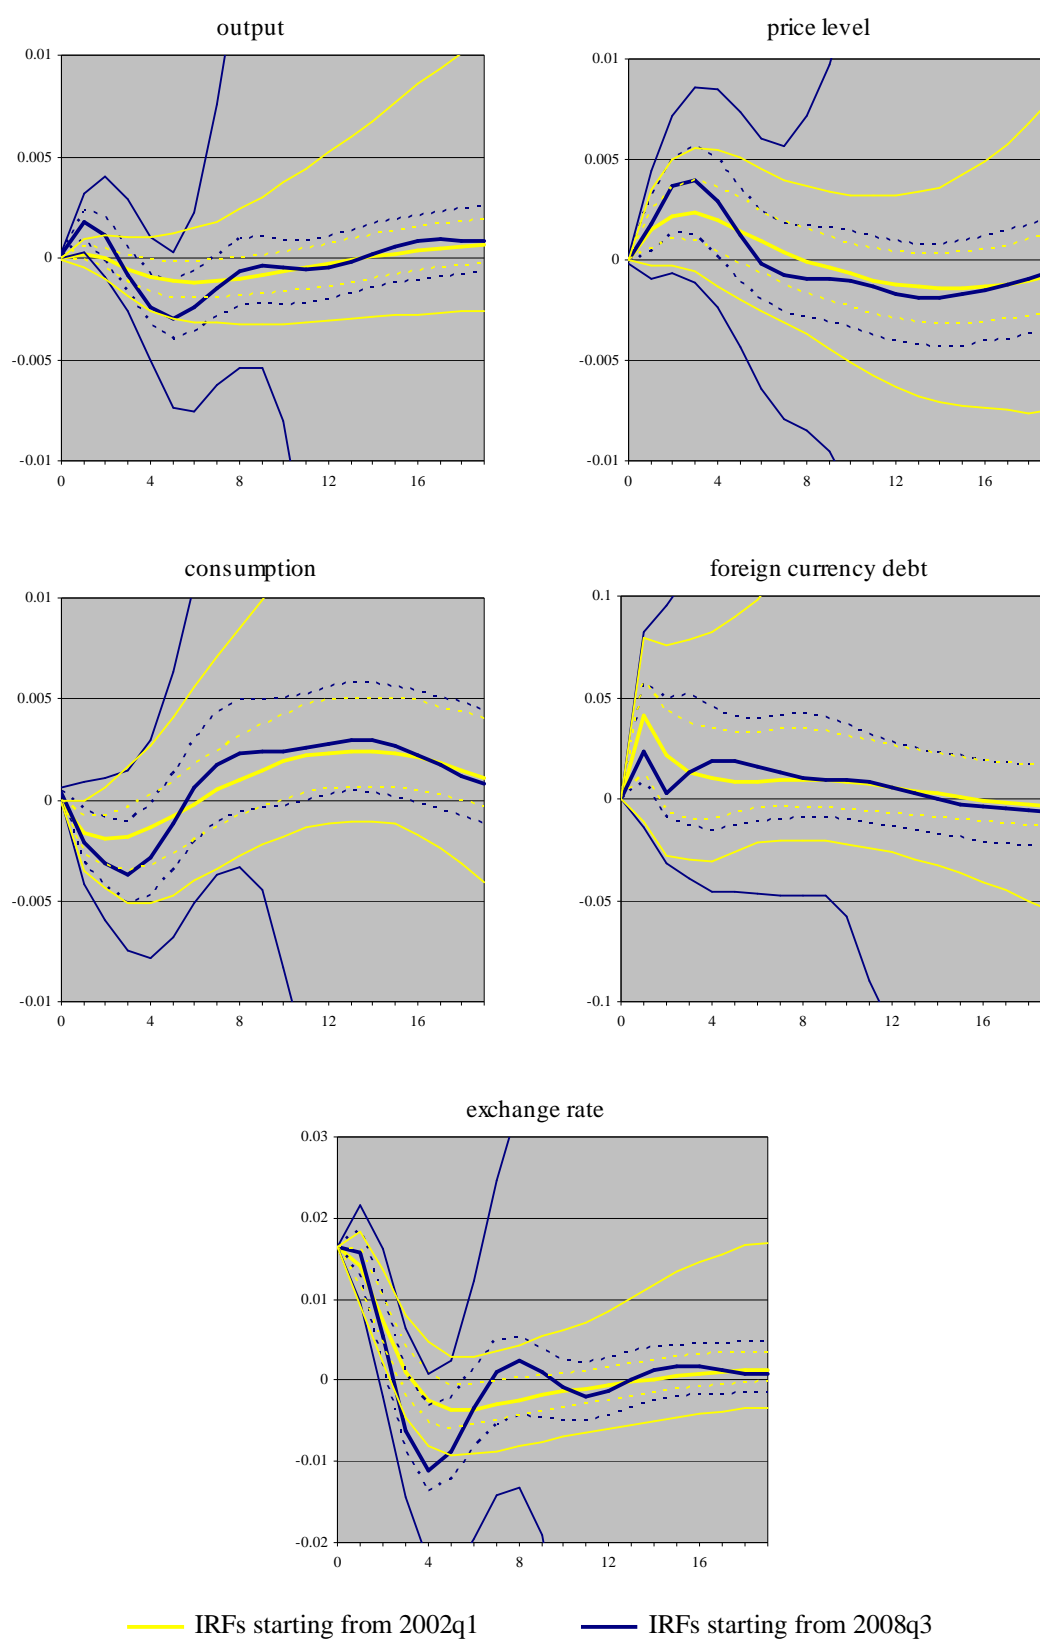 output
0.01
0.005
0
-0.005
-0.01
0 4 8 12 16
price level
0.01
0.005
0
-0.005
-0.01
0 4 8 12 16
consumption
0.01
0.005
0
-0.005
-0.01
0 4 8 12 16
foreign currency debt
0.1
0.05
0
-0.05
-0.1
0 4 8 12 16
exchange rate
0.03
0.02
0.01
0
-0.01
-0.02
0 4 8 12 16
IRFs starting from 2002q1 IRFs starting from 2008q3